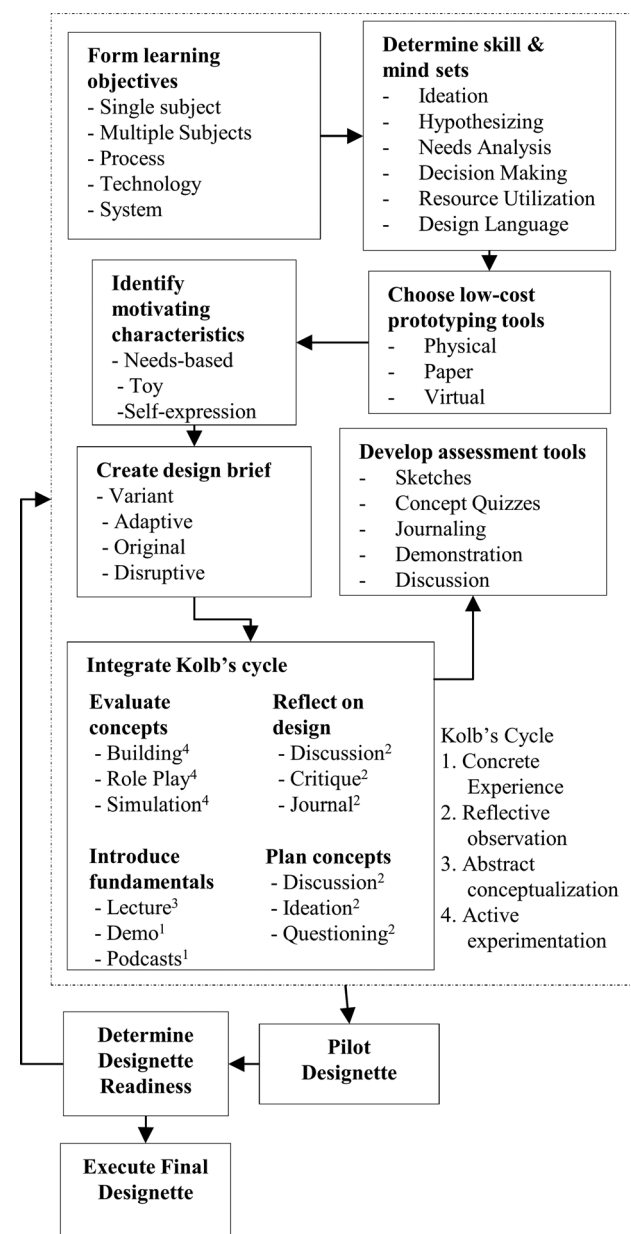 Form learning
objectives
- Single subject
- Multiple Subjects
- Process
- Technology
- System
Determine skill &
mind sets
- Ideation
- Hypothesizing
- Needs Analysis
- Decision Making
- Resource Utilization
- Design Language
Choose low-cost
prototyping tools
- Physical
- Paper
- Virtual
Identify
motivating
characteristics
- Needs-based
- Toy
-Self-expression
Create design brief
- Variant
- Adaptive
- Original
- Disruptive
Integrate Kolb’s cycle
Evaluate
concepts
- Building⁴
- Role Play⁴
- Simulation⁴
Reflect on
design
- Discussion²
- Critique²
- Journal²
Introduce
fundamentals
- Lecture³
- Demo¹
- Podcasts¹
Plan concepts
- Discussion²
- Ideation²
- Questioning²
Develop assessment tools
- Sketches
- Concept Quizzes
- Journaling
- Demonstration
- Discussion
Kolb’s Cycle
1. Concrete
Experience
2. Reflective
observation
3. Abstract
conceptualization
4. Active
experimentation
Pilot
Designette
Determine
Designette
Readiness
Execute Final
Designette